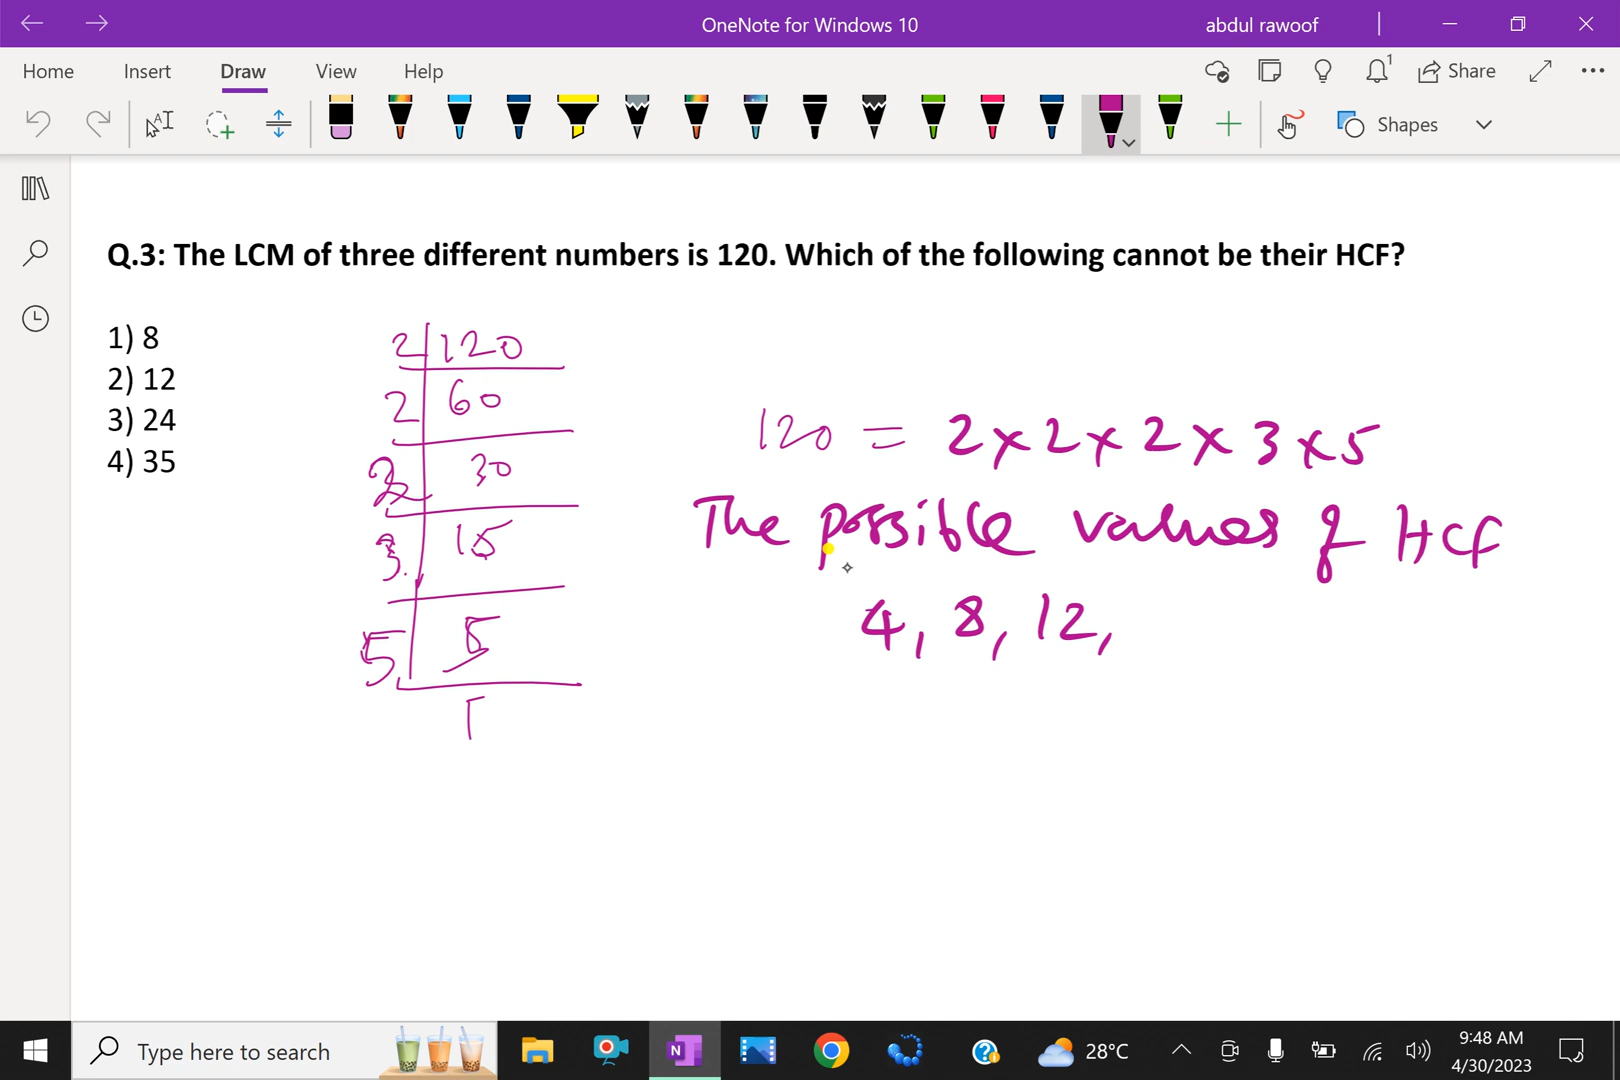 OneNote for Windows 10
abdul rawoof
Home Insert Draw View Help
1
Share
Shapes
Q.3: The LCM of three different numbers is 120. Which of the following cannot be their HCF?
1) 8
2) 12
3) 24
4) 35
2 120
2 60
2 30
3 15
5 5
1
120 = 2 × 2 × 2 × 3 × 5
The possible values of HCF
4, 8, 12,
Type here to search
28°C
9:48 AM
4/30/2023